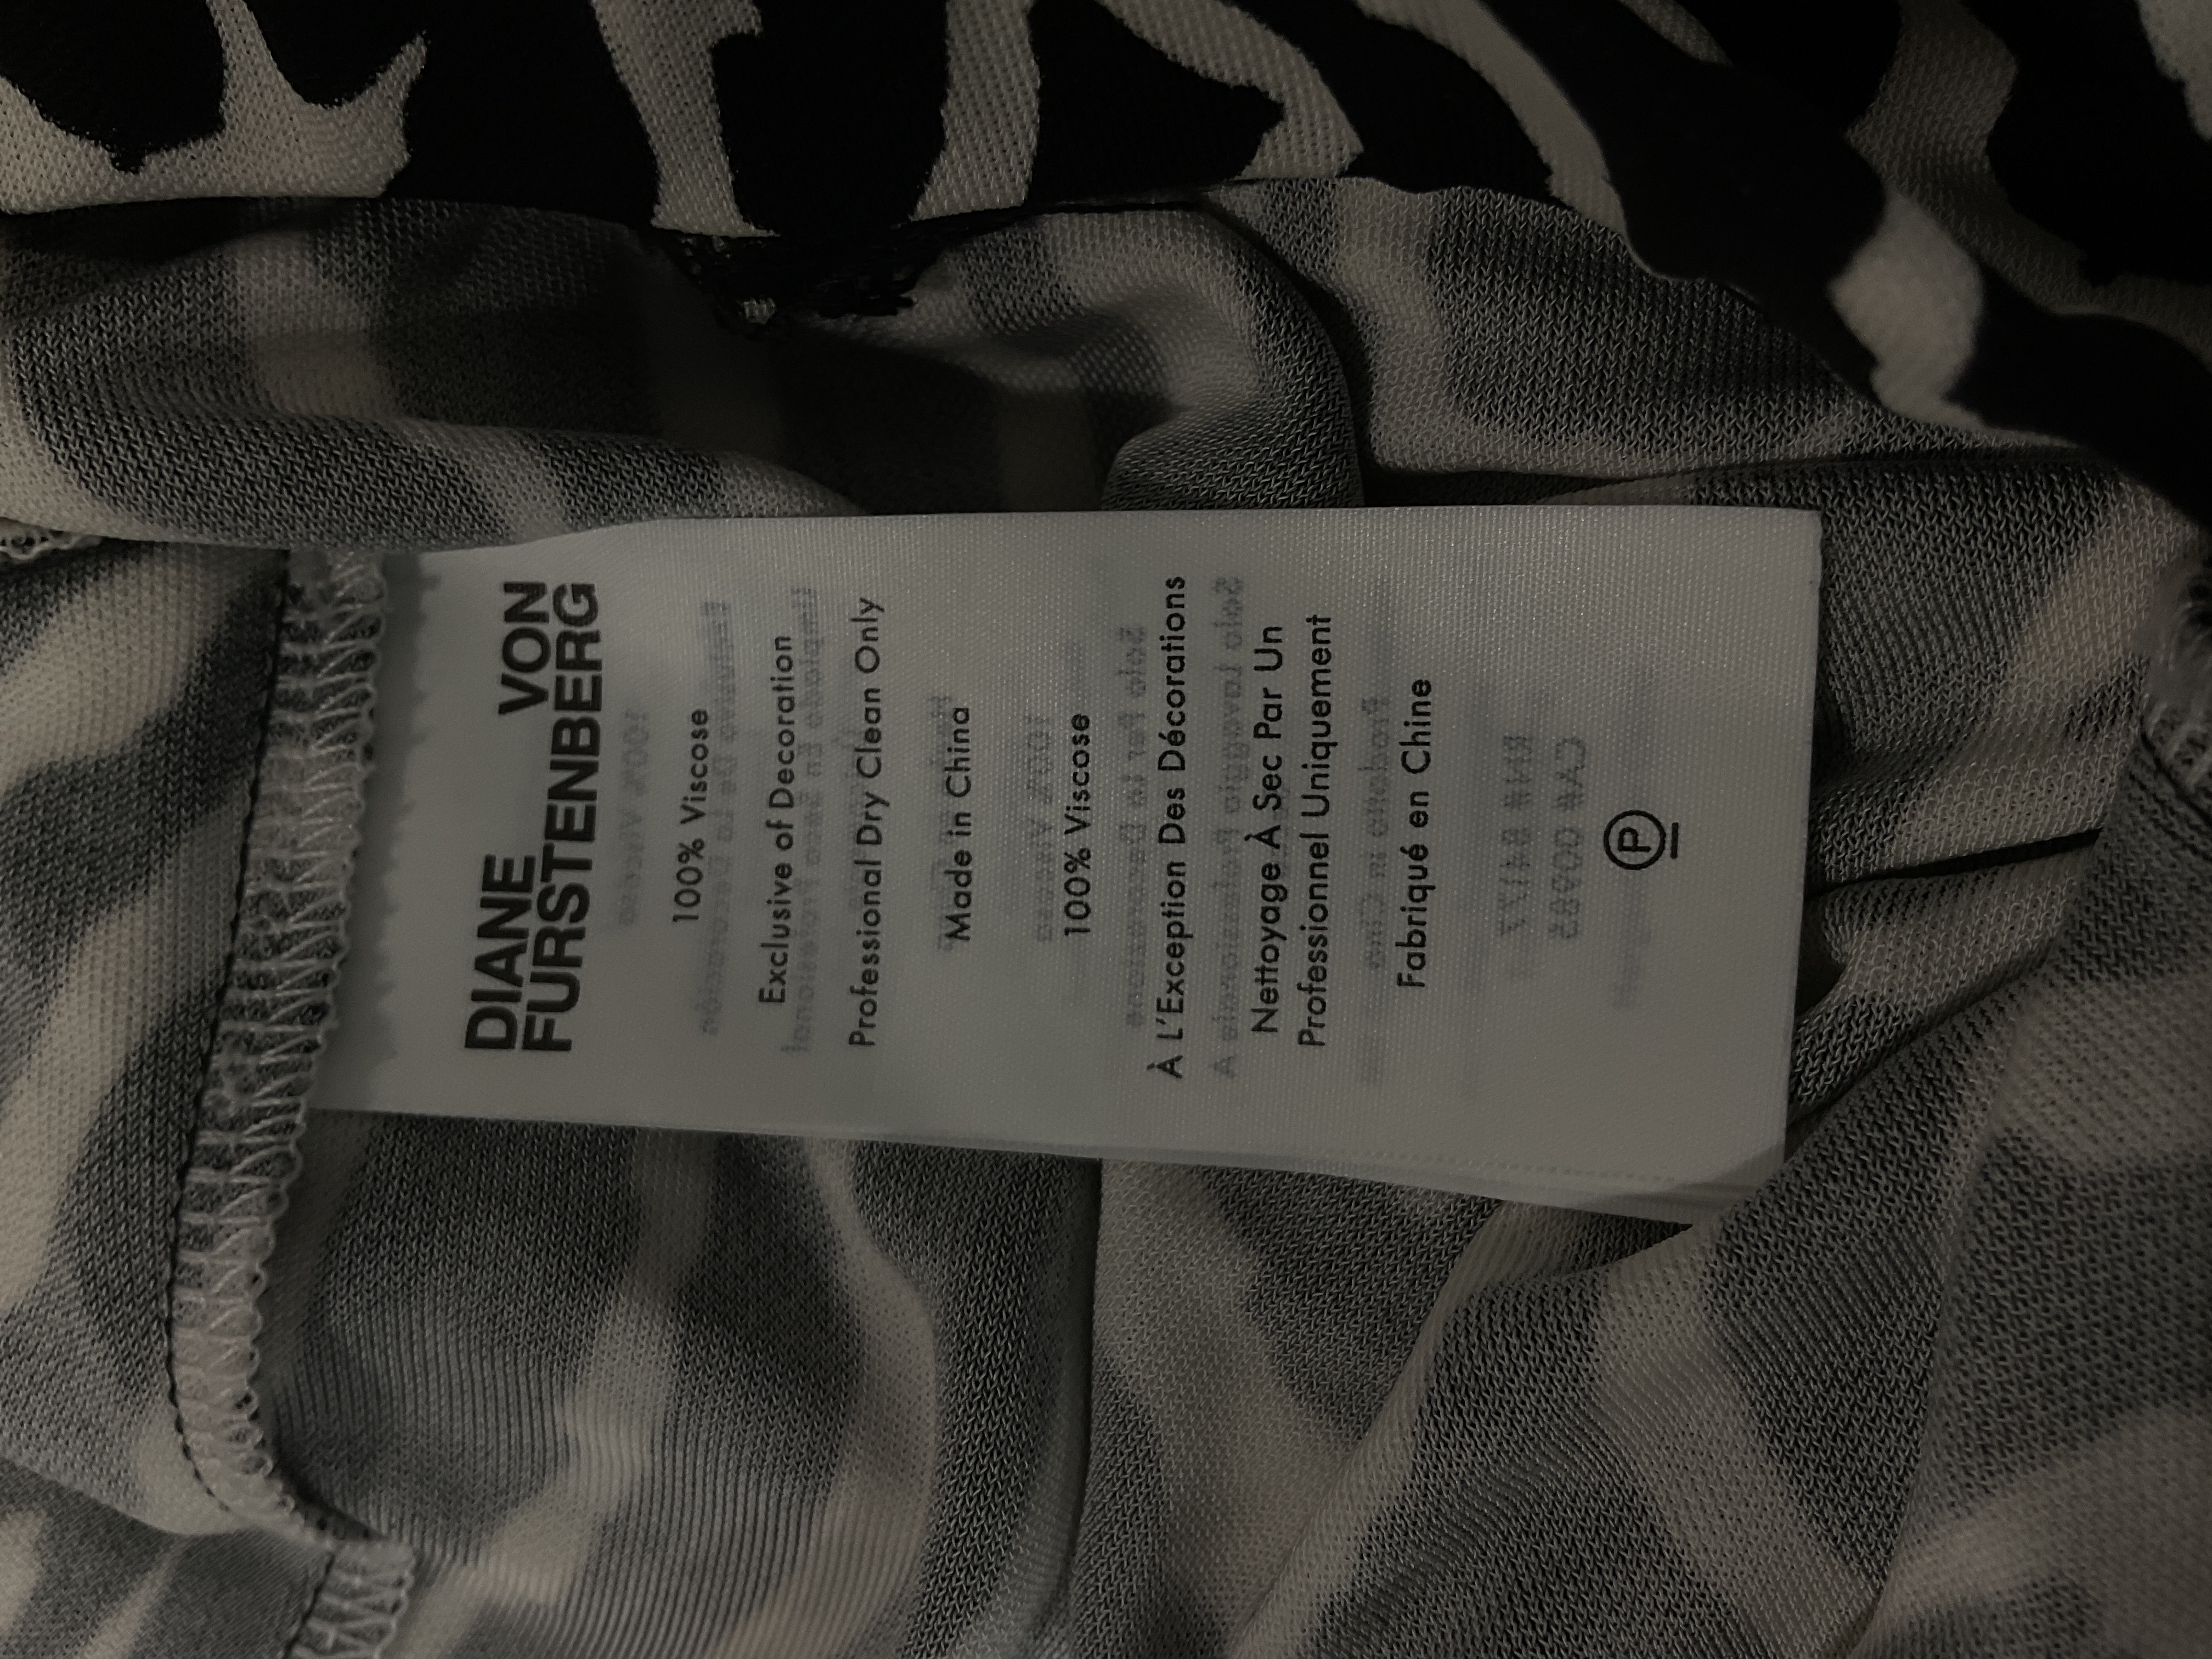 DIANE VON
FURSTENBERG
100% Viscose
Exclusive of Decoration
Professional Dry Clean Only
Made in China
100% Viscose
À L'Exception Des Décorations
Nettoyage À Sec Par Un
Professionnel Uniquement
Fabriqué en Chine
P